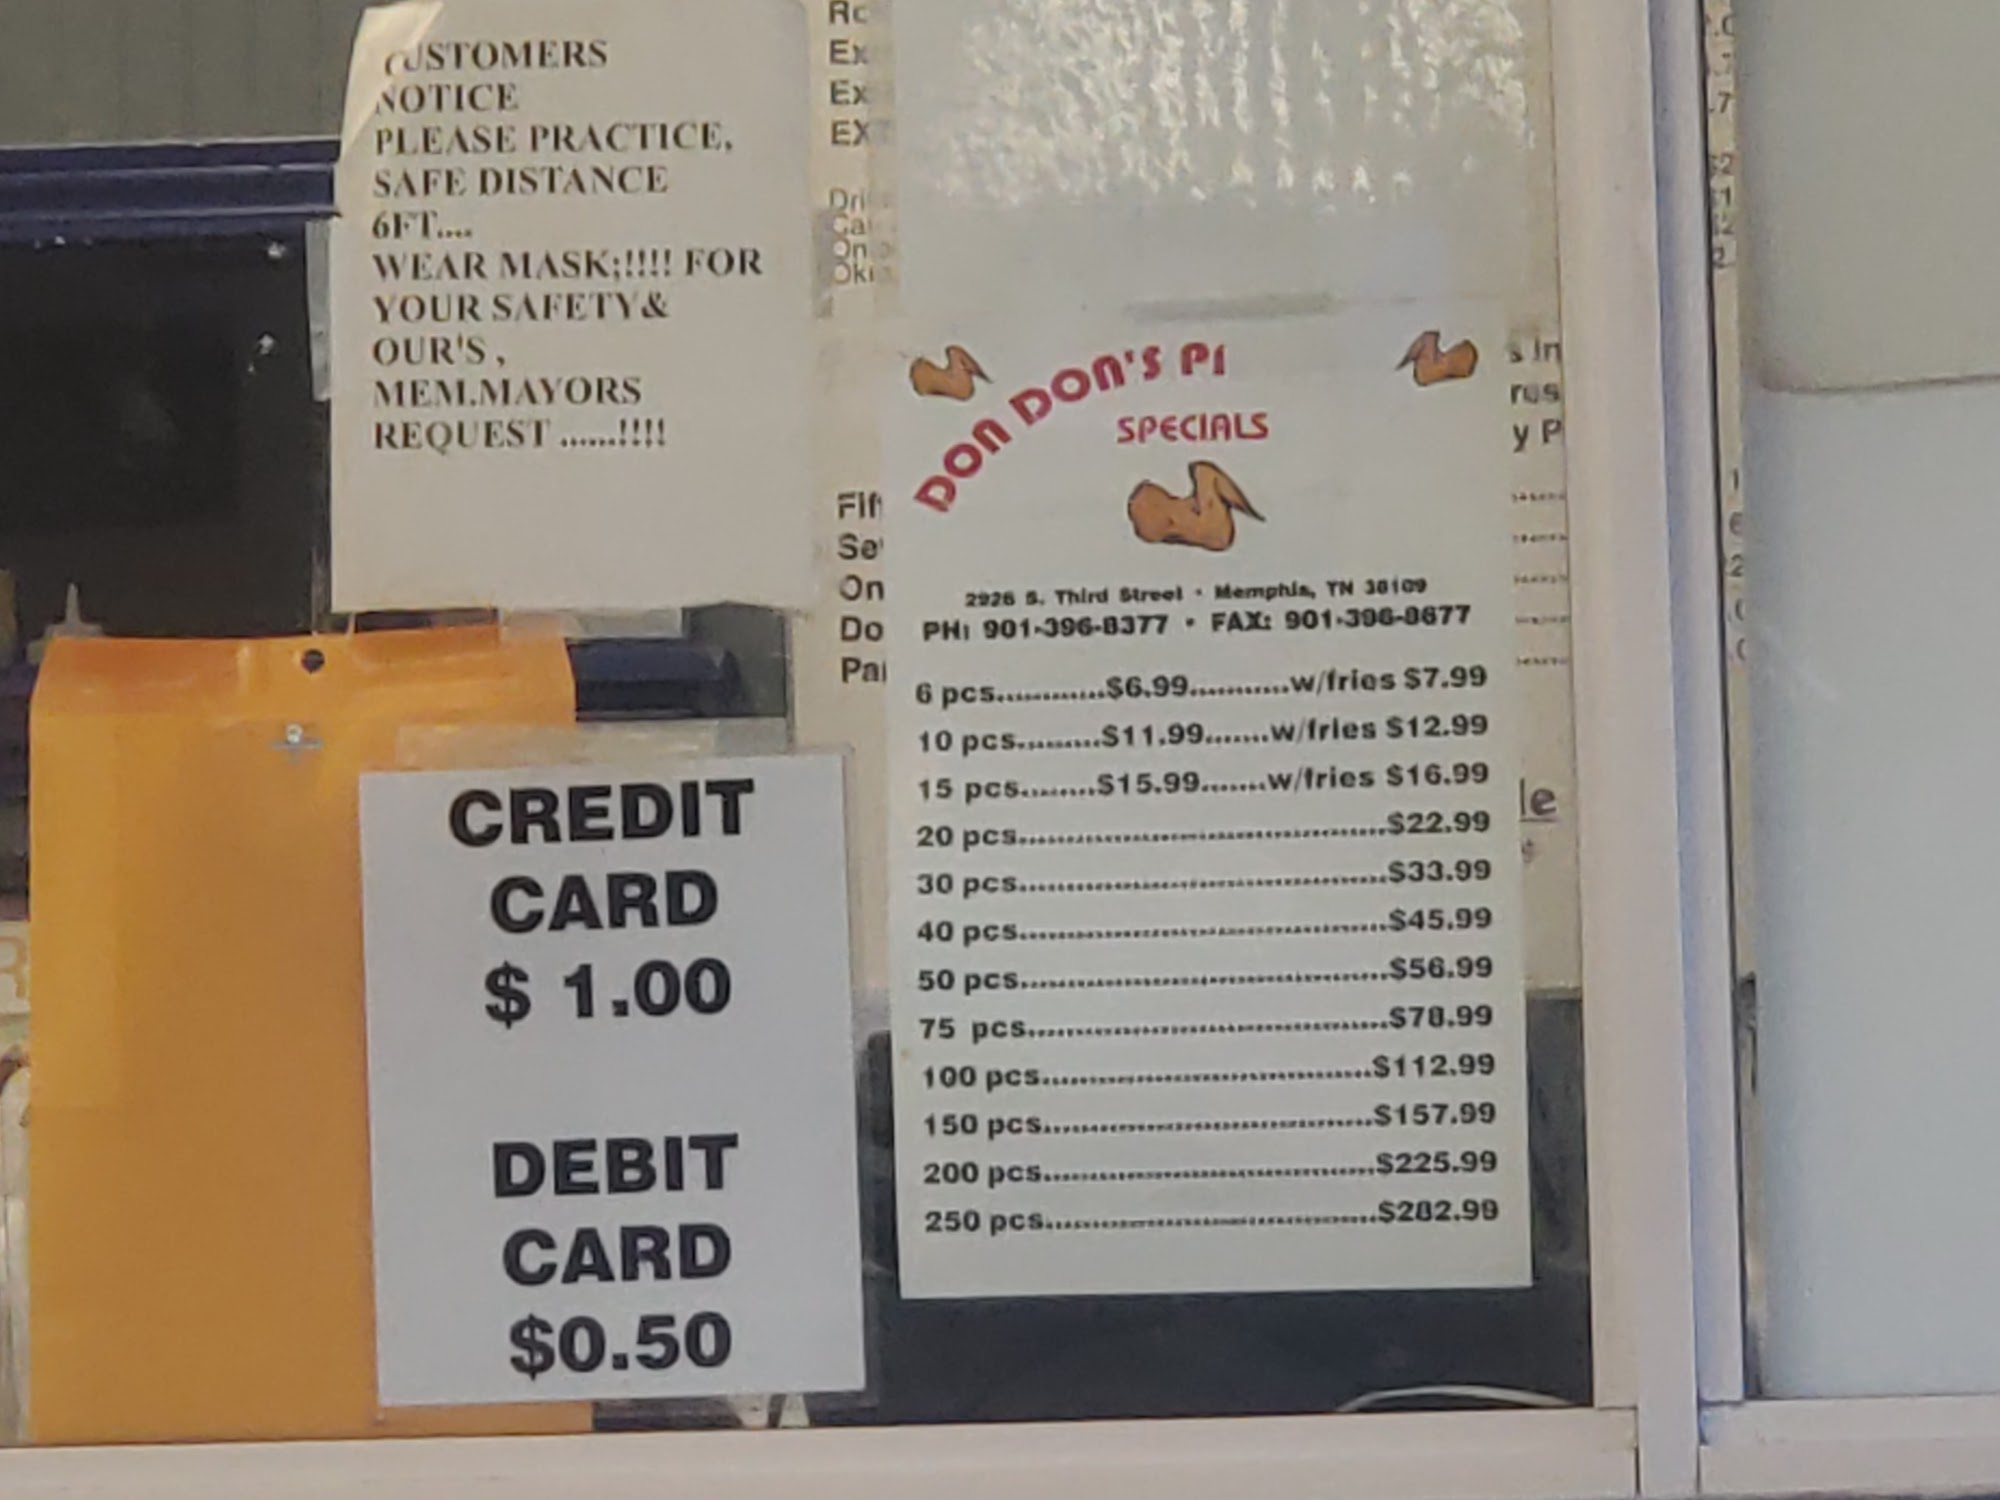 CUSTOMERS
NOTICE
PLEASE PRACTICE,
SAFE DISTANCE
6FT....
WEAR MASK;!!!! FOR
YOUR SAFETY&
OUR'S ,
MEM.MAYORS
REQUEST ......!!!!
CREDIT
CARD
$ 1.00
DEBIT
CARD
$0.50
DON DON'S PI
SPECIALS
2926 S. Third Street • Memphis, TN 38109
PH: 901-396-8377 • FAX: 901-396-8677
6 pcs............$6.99...........w/fries $7.99
10 pcs.........$11.99.......w/fries $12.99
15 pcs........$15.99.......w/fries $16.99
20 pcs........................................$22.99
30 pcs........................................$33.99
40 pcs........................................$45.99
50 pcs........................................$56.99
75 pcs.......................................$78.99
100 pcs....................................$112.99
150 pcs....................................$157.99
200 pcs....................................$225.99
250 pcs....................................$282.99